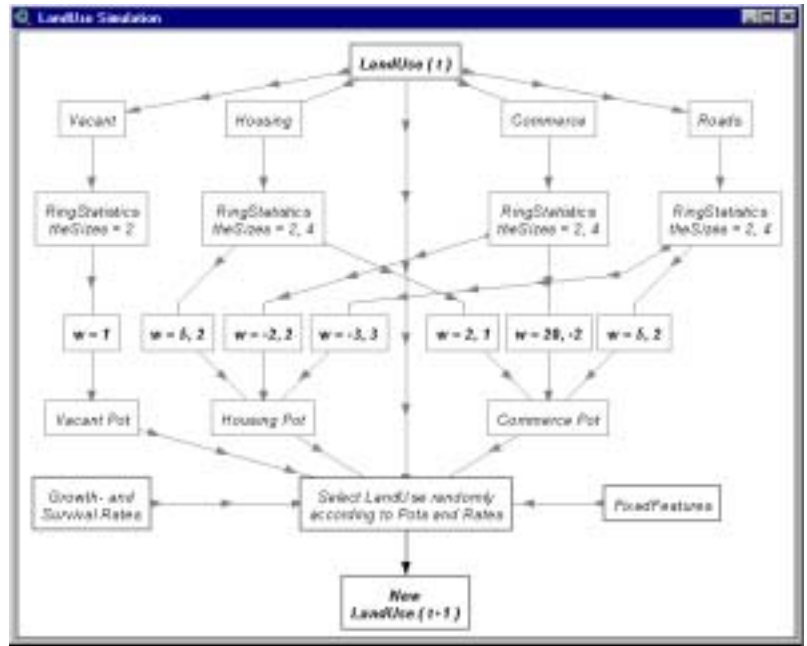 LandUse Simulation
LandUse ( t )
Vacant
Housing
Commerce
Roads
RingStatistics
theSizes = 2
RingStatistics
theSizes = 2, 4
RingStatistics
theSizes = 2, 4
RingStatistics
theSizes = 2, 4
w = 1
w = 5, 2
w = -2, 2
w = -3, 3
w = 2, 1
w = 20, -2
w = 5, 2
Vacant Pot
Housing Pot
Commerce Pot
Growth- and
Survival Rates
Select LandUse randomly
according to Pots and Rates
FixedFeatures
New
LandUse ( t+1 )